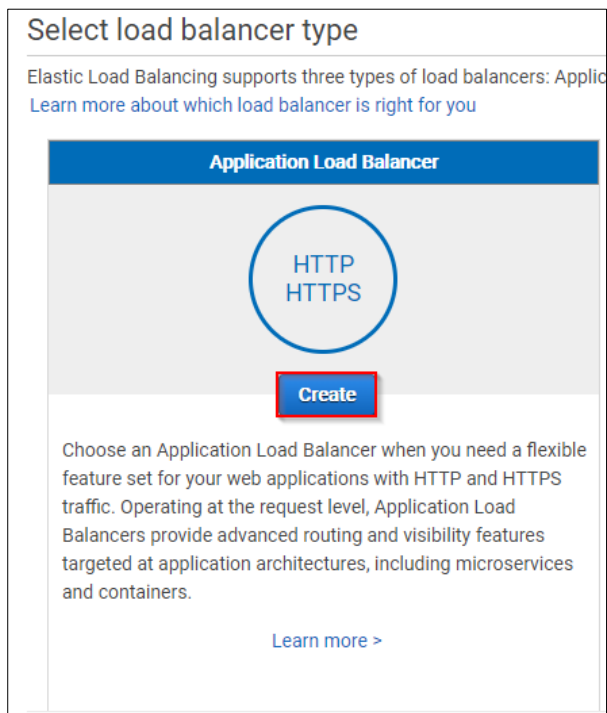 Select load balancer type
Elastic Load Balancing supports three types of load balancers: Applic
Learn more about which load balancer is right for you
Application Load Balancer
HTTP
HTTPS
Create
Choose an Application Load Balancer when you need a flexible
feature set for your web applications with HTTP and HTTPS
traffic. Operating at the request level, Application Load
Balancers provide advanced routing and visibility features
targeted at application architectures, including microservices
and containers.
Learn more >